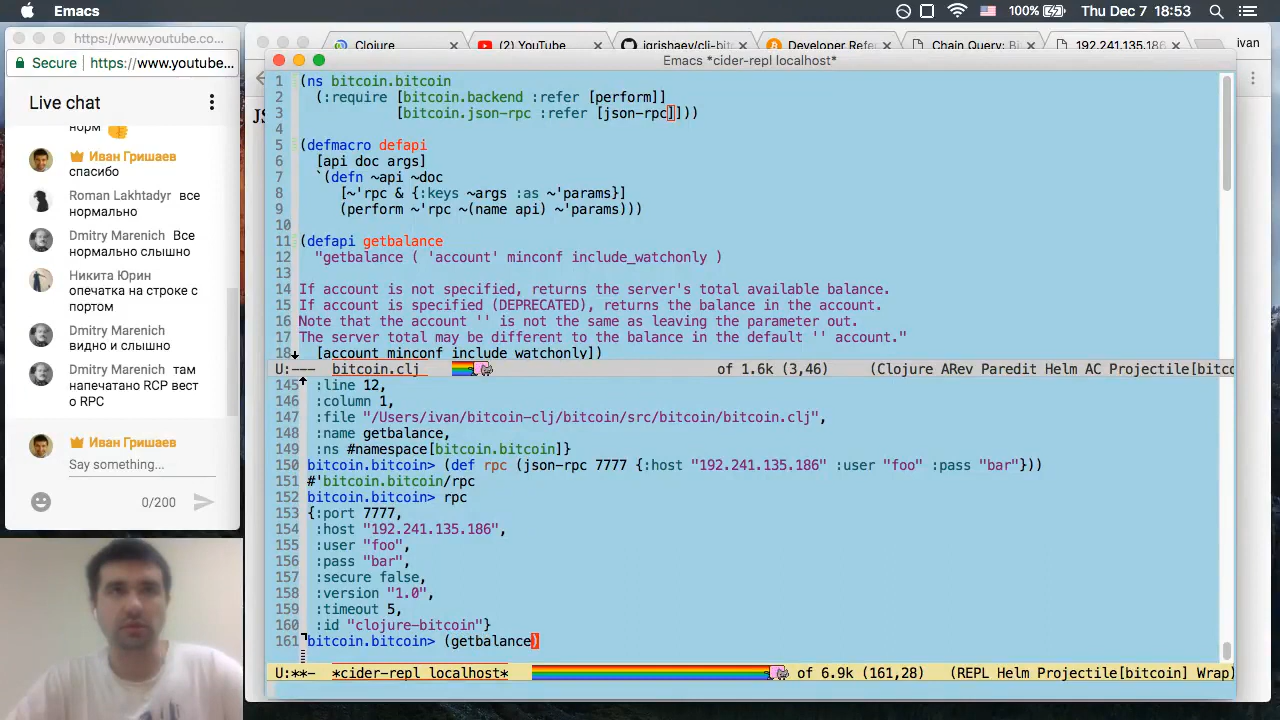 Emacs
100%
Thu Dec 7 18:53
https://www.youtube.co...
Secure
https://www.youtube...
Live chat
норм
Иван Гришаев
спасибо
Roman Lakhtadyr все
нормально
Dmitry Marenich Все
нормально слышно
Никита Юрин
опечатка на строке с
портом
Dmitry Marenich
видно и слышно
Dmitry Marenich там
напечатано RCP вест
о RPC
Иван Гришаев
Say something...
0/200
Clojure
(2) YouTube
igrishaev/cli-bit
Developer Refer
Chain Query: Bi
192.241.135.186
ivan
Emacs *cider-repl localhost*
1 (ns bitcoin.bitcoin
2 (:require [bitcoin.backend :refer [perform]]
3 [bitcoin.json-rpc :refer [json-rpc]]))
4
5 (defmacro defapi
6 [api doc args]
7 `(defn ~api ~doc
8 [~'rpc & {:keys ~args :as ~'params}]
9 (perform ~'rpc ~(name api) ~'params)))
10
11 (defapi getbalance
12 "getbalance ( 'account' minconf include_watchonly )
13
14 If account is not specified, returns the server's total available balance.
15 If account is specified (DEPRECATED), returns the balance in the account.
16 Note that the account '' is not the same as leaving the parameter out.
17 The server total may be different to the balance in the default '' account."
18 [account minconf include_watchonly])
U:--- bitcoin.clj of 1.6k (3,46) (Clojure ARev Paredit Helm AC Projectile[bitco
145 :line 12,
146 :column 1,
147 :file "/Users/ivan/bitcoin-clj/bitcoin/src/bitcoin/bitcoin.clj",
148 :name getbalance,
149 :ns #namespace[bitcoin.bitcoin]}
150 bitcoin.bitcoin> (def rpc (json-rpc 7777 {:host "192.241.135.186" :user "foo" :pass "bar"}))
151 #'bitcoin.bitcoin/rpc
152 bitcoin.bitcoin> rpc
153 {:port 7777,
154 :host "192.241.135.186",
155 :user "foo",
156 :pass "bar",
157 :secure false,
158 :version "1.0",
159 :timeout 5,
160 :id "clojure-bitcoin"}
161 bitcoin.bitcoin> (getbalance)
U:**- *cider-repl localhost* of 6.9k (161,28) (REPL Helm Projectile[bitcoin] Wrap)